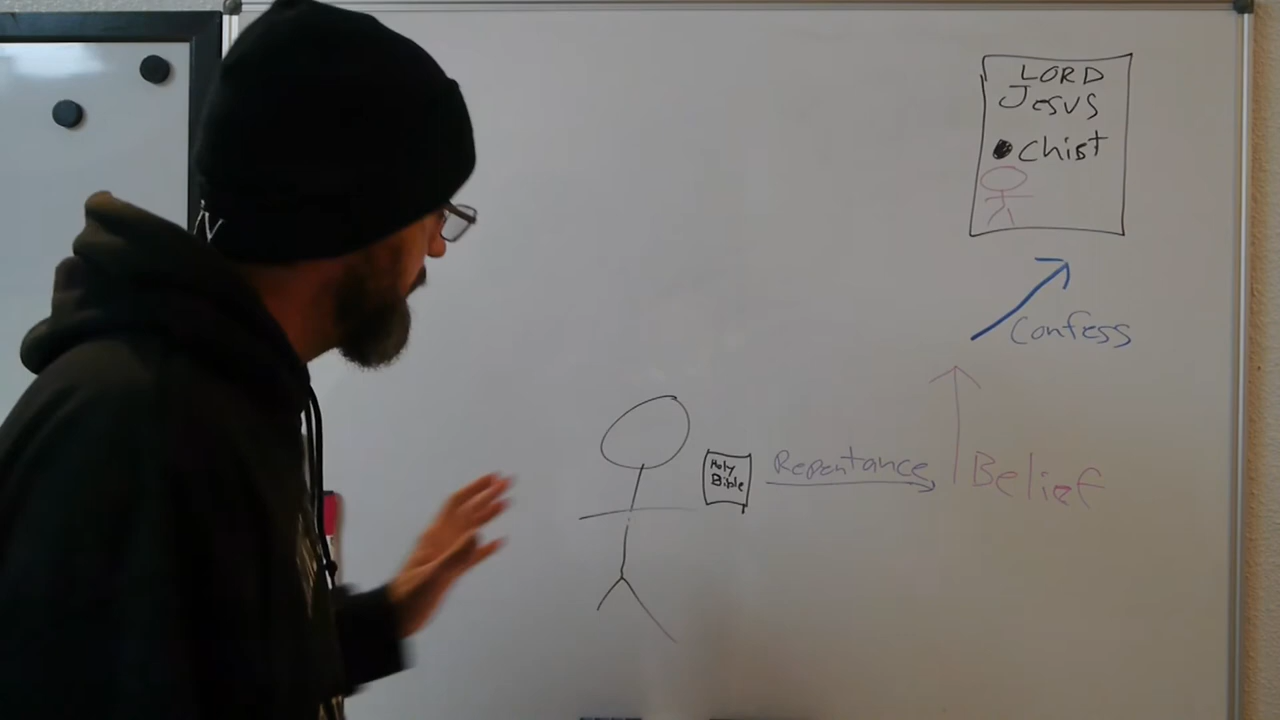 LORD
JESUS
Chist
Confess
Holy
Bible
Repentance
Belief